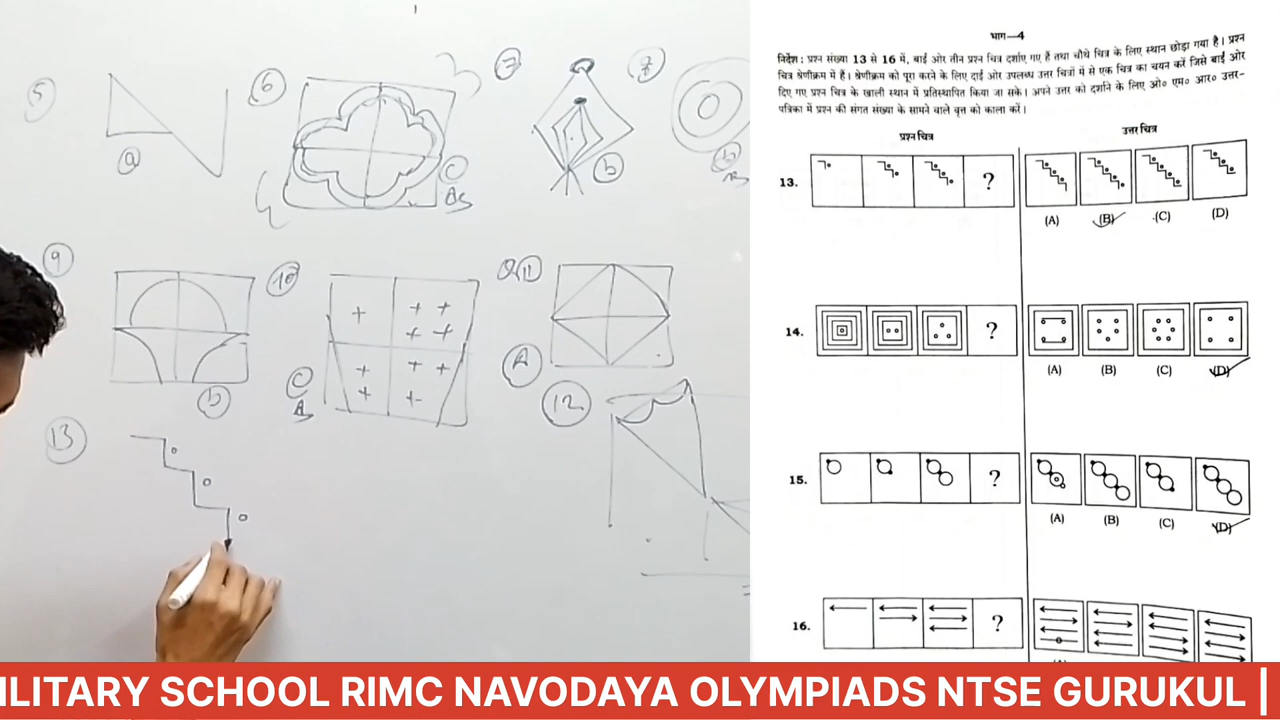 5
6
7
8
a
C
As
b
b
As
9
10
Q11
+ + +
+ +
+ + +
+ +
b
C
A
12
13
भाग—4
निर्देश : प्रश्न संख्या 13 से 16 में, बाईं ओर तीन प्रश्न चित्र दर्शाए गए हैं तथा चौथे चित्र के लिए स्थान छोड़ा गया है। प्रश्न
चित्र श्रेणीक्रम में हैं। श्रेणीक्रम को पूरा करने के लिए दाईं ओर उपलब्ध उत्तर चित्रों में से एक चित्र का चयन करें जिसे बाईं ओर
दिए गए प्रश्न चित्र के खाली स्थान में प्रतिस्थापित किया जा सके। अपने उत्तर को दर्शाने के लिए ओ० एम० आर० उत्तर-
पत्रिका में प्रश्न की संगत संख्या के सामने वाले वृत्त को काला करें।
प्रश्न चित्र
उत्तर चित्र
13.
?
(A) (B) (C) (D)
14.
?
(A) (B) (C) (D)
15.
?
(A) (B) (C) (D)
16.
?
ILITARY SCHOOL RIMC NAVODAYA OLYMPIADS NTSE GURUKUL |